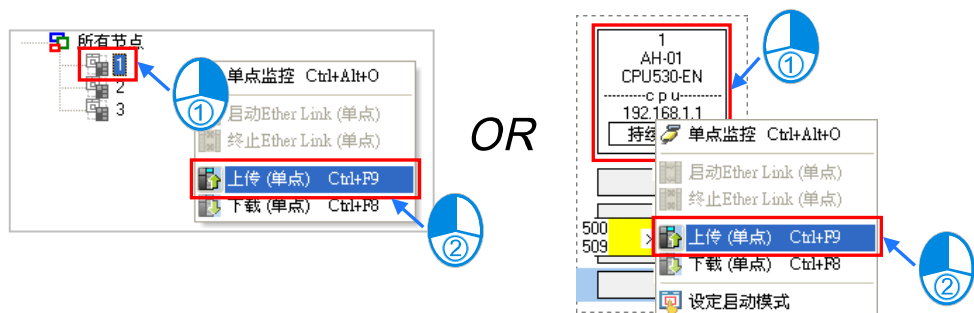 所有节点
1
2
3
①
单点监控 Ctrl+Alt+O
启动Ether Link (单点)
终止Ether Link (单点)
上传 (单点) Ctrl+F9
下载 (单点) Ctrl+F8
②
OR
1
AH-01
CPU530-EN
-------c p u-------
192.168.1.1
持续
①
单点监控 Ctrl+Alt+O
启动Ether Link (单点)
终止Ether Link (单点)
500
509
上传 (单点) Ctrl+F9
下载 (单点) Ctrl+F8
设定启动模式
②